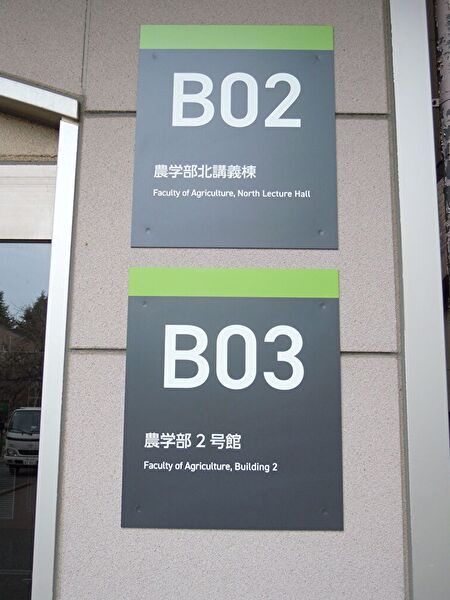 B02
農学部北講義棟
Faculty of Agriculture, North Lecture Hall
B03
農学部2号館
Faculty of Agriculture, Building 2